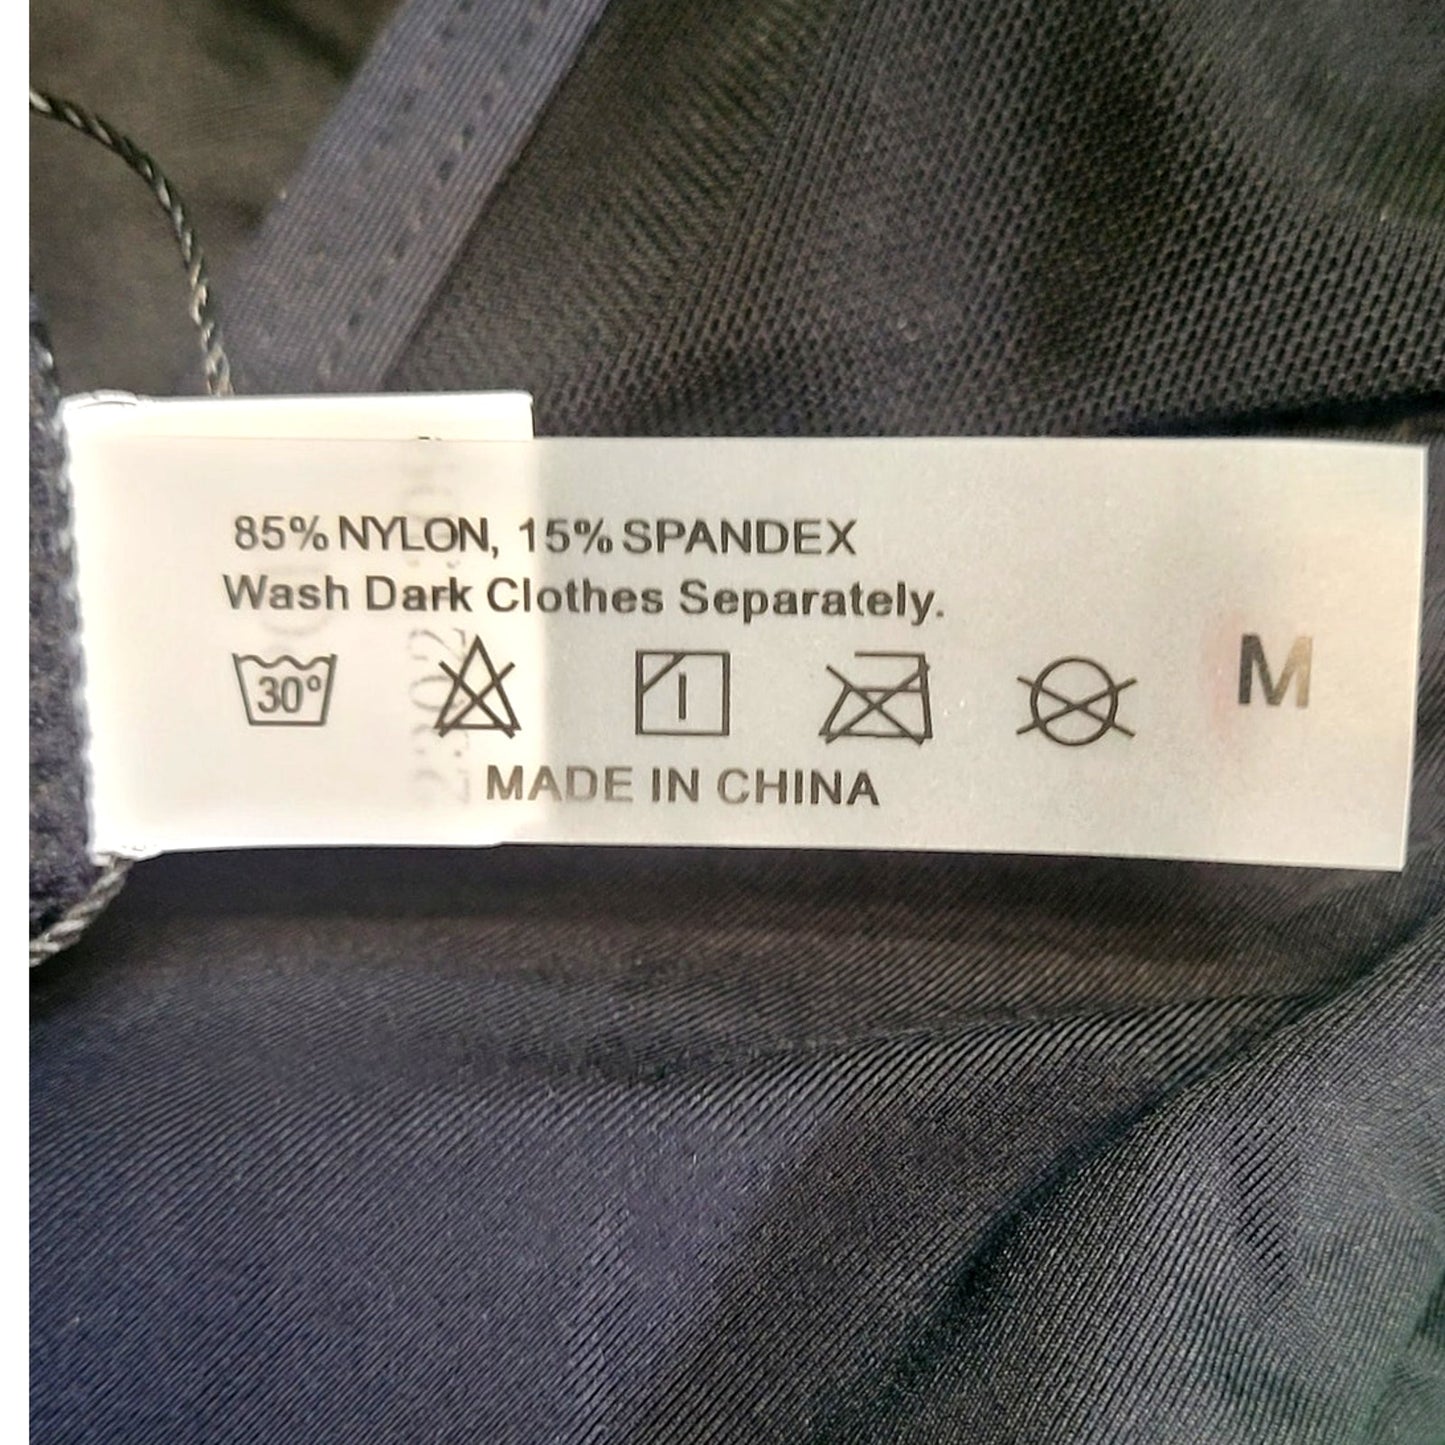 85% NYLON, 15% SPANDEX
Wash Dark Clothes Separately.
30°
M
MADE IN CHINA